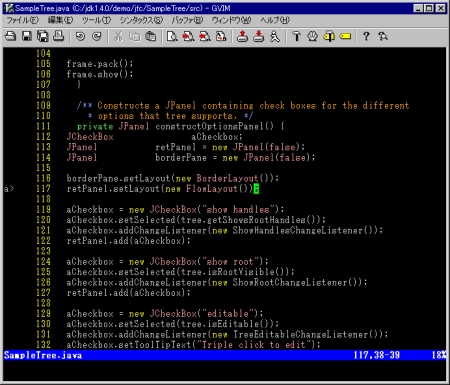 SampleTree.java (C:/jdk1.4.0/demo/jfc/SampleTree/src) - GVIM
ファイル(F) 編集(E) ツール(T) シンタックス(S) バッファ(B) ウィンドウ(W) ヘルプ(H)
104
105 frame.pack();
106 frame.show();
107 }
108
109 /** Constructs a JPanel containing check boxes for the different
110 * options that tree supports. */
111 private JPanel constructOptionsPanel() {
112 JCheckBox aCheckbox;
113 JPanel retPanel = new JPanel(false);
114 JPanel borderPane = new JPanel(false);
115
116 borderPane.setLayout(new BorderLayout());
a> 117 retPanel.setLayout(new FlowLayout());
118
119 aCheckbox = new JCheckBox("show handles");
120 aCheckbox.setSelected(tree.getShowsRootHandles());
121 aCheckbox.addChangeListener(new ShowHandlesChangeListener());
122 retPanel.add(aCheckbox);
123
124 aCheckbox = new JCheckBox("show root");
125 aCheckbox.setSelected(tree.isRootVisible());
126 aCheckbox.addChangeListener(new ShowRootChangeListener());
127 retPanel.add(aCheckbox);
128
129 aCheckbox = new JCheckBox("editable");
130 aCheckbox.setSelected(tree.isEditable());
131 aCheckbox.addChangeListener(new TreeEditableChangeListener());
132 aCheckbox.setToolTipText("Triple click to edit");
SampleTree.java 117,38-39 18%